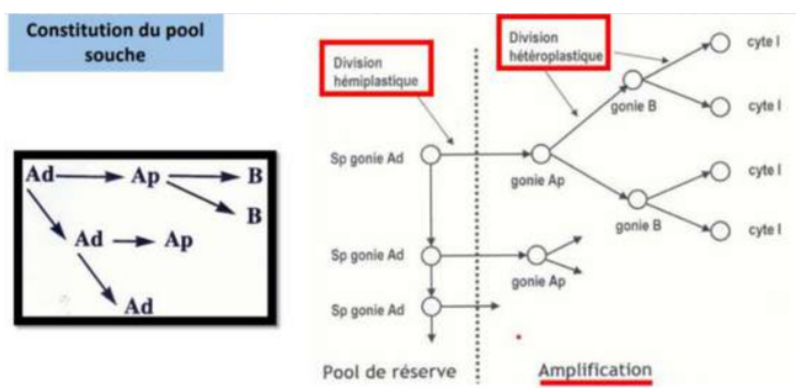 Constitution du pool
souche
Ad Ap B
B
Ad Ap
Ad
Division
hémiplastique
Division
hétéroplastique
cyte I
gonie B
cyte I
Sp gonie Ad
gonie Ap
cyte I
gonie B
cyte I
Sp gonie Ad
gonie Ap
Sp gonie Ad
Pool de réserve
Amplification